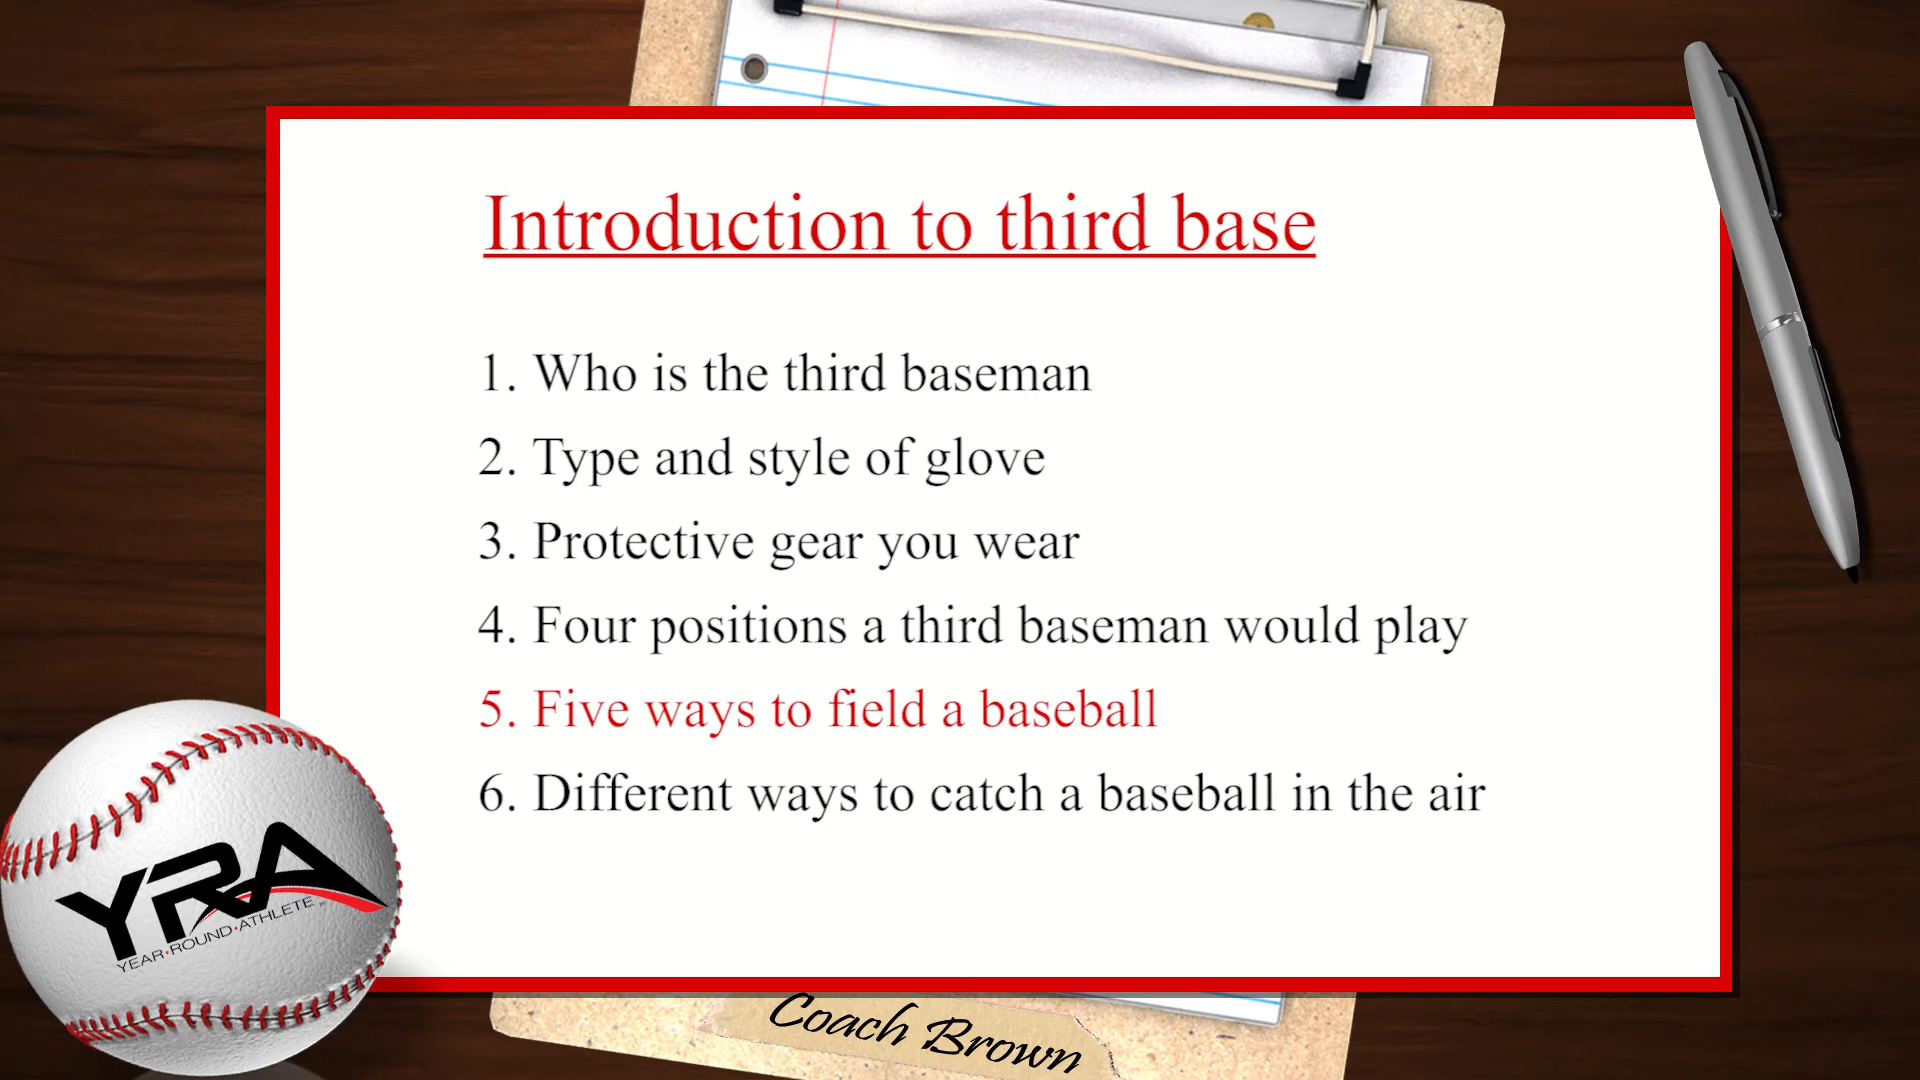 Introduction to third base
1. Who is the third baseman
2. Type and style of glove
3. Protective gear you wear
4. Four positions a third baseman would play
5. Five ways to field a baseball
6. Different ways to catch a baseball in the air
YRA
YEAR·ROUND·ATHLETE
Coach Brown